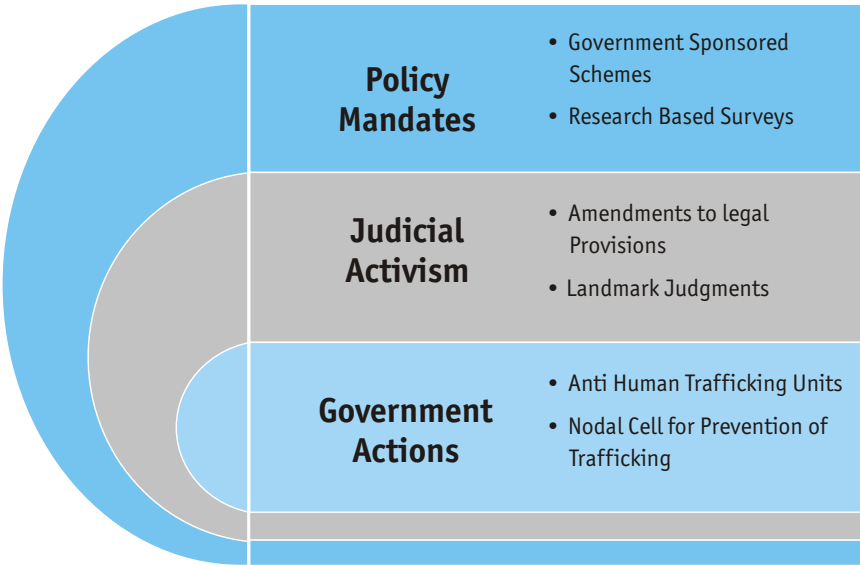 Policy
Mandates
• Government Sponsored
Schemes
• Research Based Surveys
Judicial
Activism
• Amendments to legal
Provisions
• Landmark Judgments
Government
Actions
• Anti Human Trafficking Units
• Nodal Cell for Prevention of
Trafficking